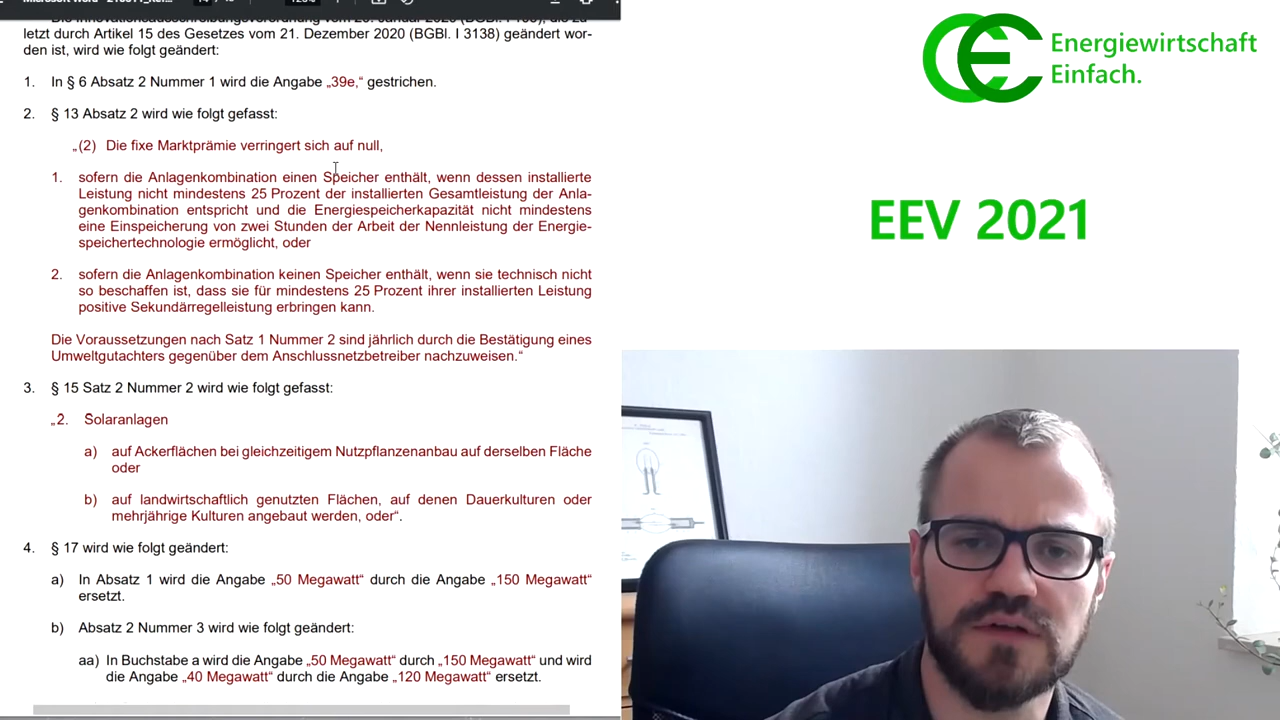 letzt durch Artikel 15 des Gesetzes vom 21. Dezember 2020 (BGBl. I 3138) geändert wor-
den ist, wird wie folgt geändert:
1. In § 6 Absatz 2 Nummer 1 wird die Angabe „39e,“ gestrichen.
2. § 13 Absatz 2 wird wie folgt gefasst:
„(2) Die fixe Marktprämie verringert sich auf null,
1. sofern die Anlagenkombination einen Speicher enthält, wenn dessen installierte
Leistung nicht mindestens 25 Prozent der installierten Gesamtleistung der Anla-
genkombination entspricht und die Energiespeicherkapazität nicht mindestens
eine Einspeicherung von zwei Stunden der Arbeit der Nennleistung der Energie-
speichertechnologie ermöglicht, oder
2. sofern die Anlagenkombination keinen Speicher enthält, wenn sie technisch nicht
so beschaffen ist, dass sie für mindestens 25 Prozent ihrer installierten Leistung
positive Sekundärregelleistung erbringen kann.
Die Voraussetzungen nach Satz 1 Nummer 2 sind jährlich durch die Bestätigung eines
Umweltgutachters gegenüber dem Anschlussnetzbetreiber nachzuweisen.“
3. § 15 Satz 2 Nummer 2 wird wie folgt gefasst:
„2. Solaranlagen
a) auf Ackerflächen bei gleichzeitigem Nutzpflanzenanbau auf derselben Fläche
oder
b) auf landwirtschaftlich genutzten Flächen, auf denen Dauerkulturen oder
mehrjährige Kulturen angebaut werden, oder“.
4. § 17 wird wie folgt geändert:
a) In Absatz 1 wird die Angabe „50 Megawatt“ durch die Angabe „150 Megawatt“
ersetzt.
b) Absatz 2 Nummer 3 wird wie folgt geändert:
aa) In Buchstabe a wird die Angabe „50 Megawatt“ durch „150 Megawatt“ und wird
die Angabe „40 Megawatt“ durch die Angabe „120 Megawatt“ ersetzt.
Energiewirtschaft
Einfach.
EEV 2021